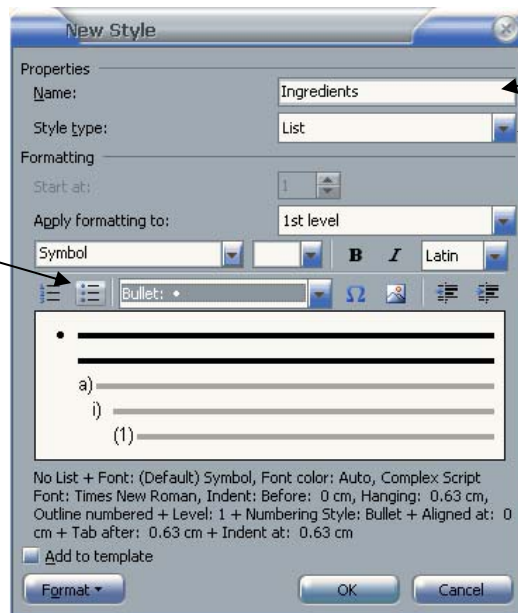 New Style
Properties
Name: Ingredients
Style type: List
Formatting
Start at: 1
Apply formatting to: 1st level
Symbol B I Latin
Bullet: • Ω
•
a)
i)
(1)
No List + Font: (Default) Symbol, Font color: Auto, Complex Script
Font: Times New Roman, Indent: Before: 0 cm, Hanging: 0.63 cm,
Outline numbered + Level: 1 + Numbering Style: Bullet + Aligned at: 0
cm + Tab after: 0.63 cm + Indent at: 0.63 cm
Add to template
Format OK Cancel